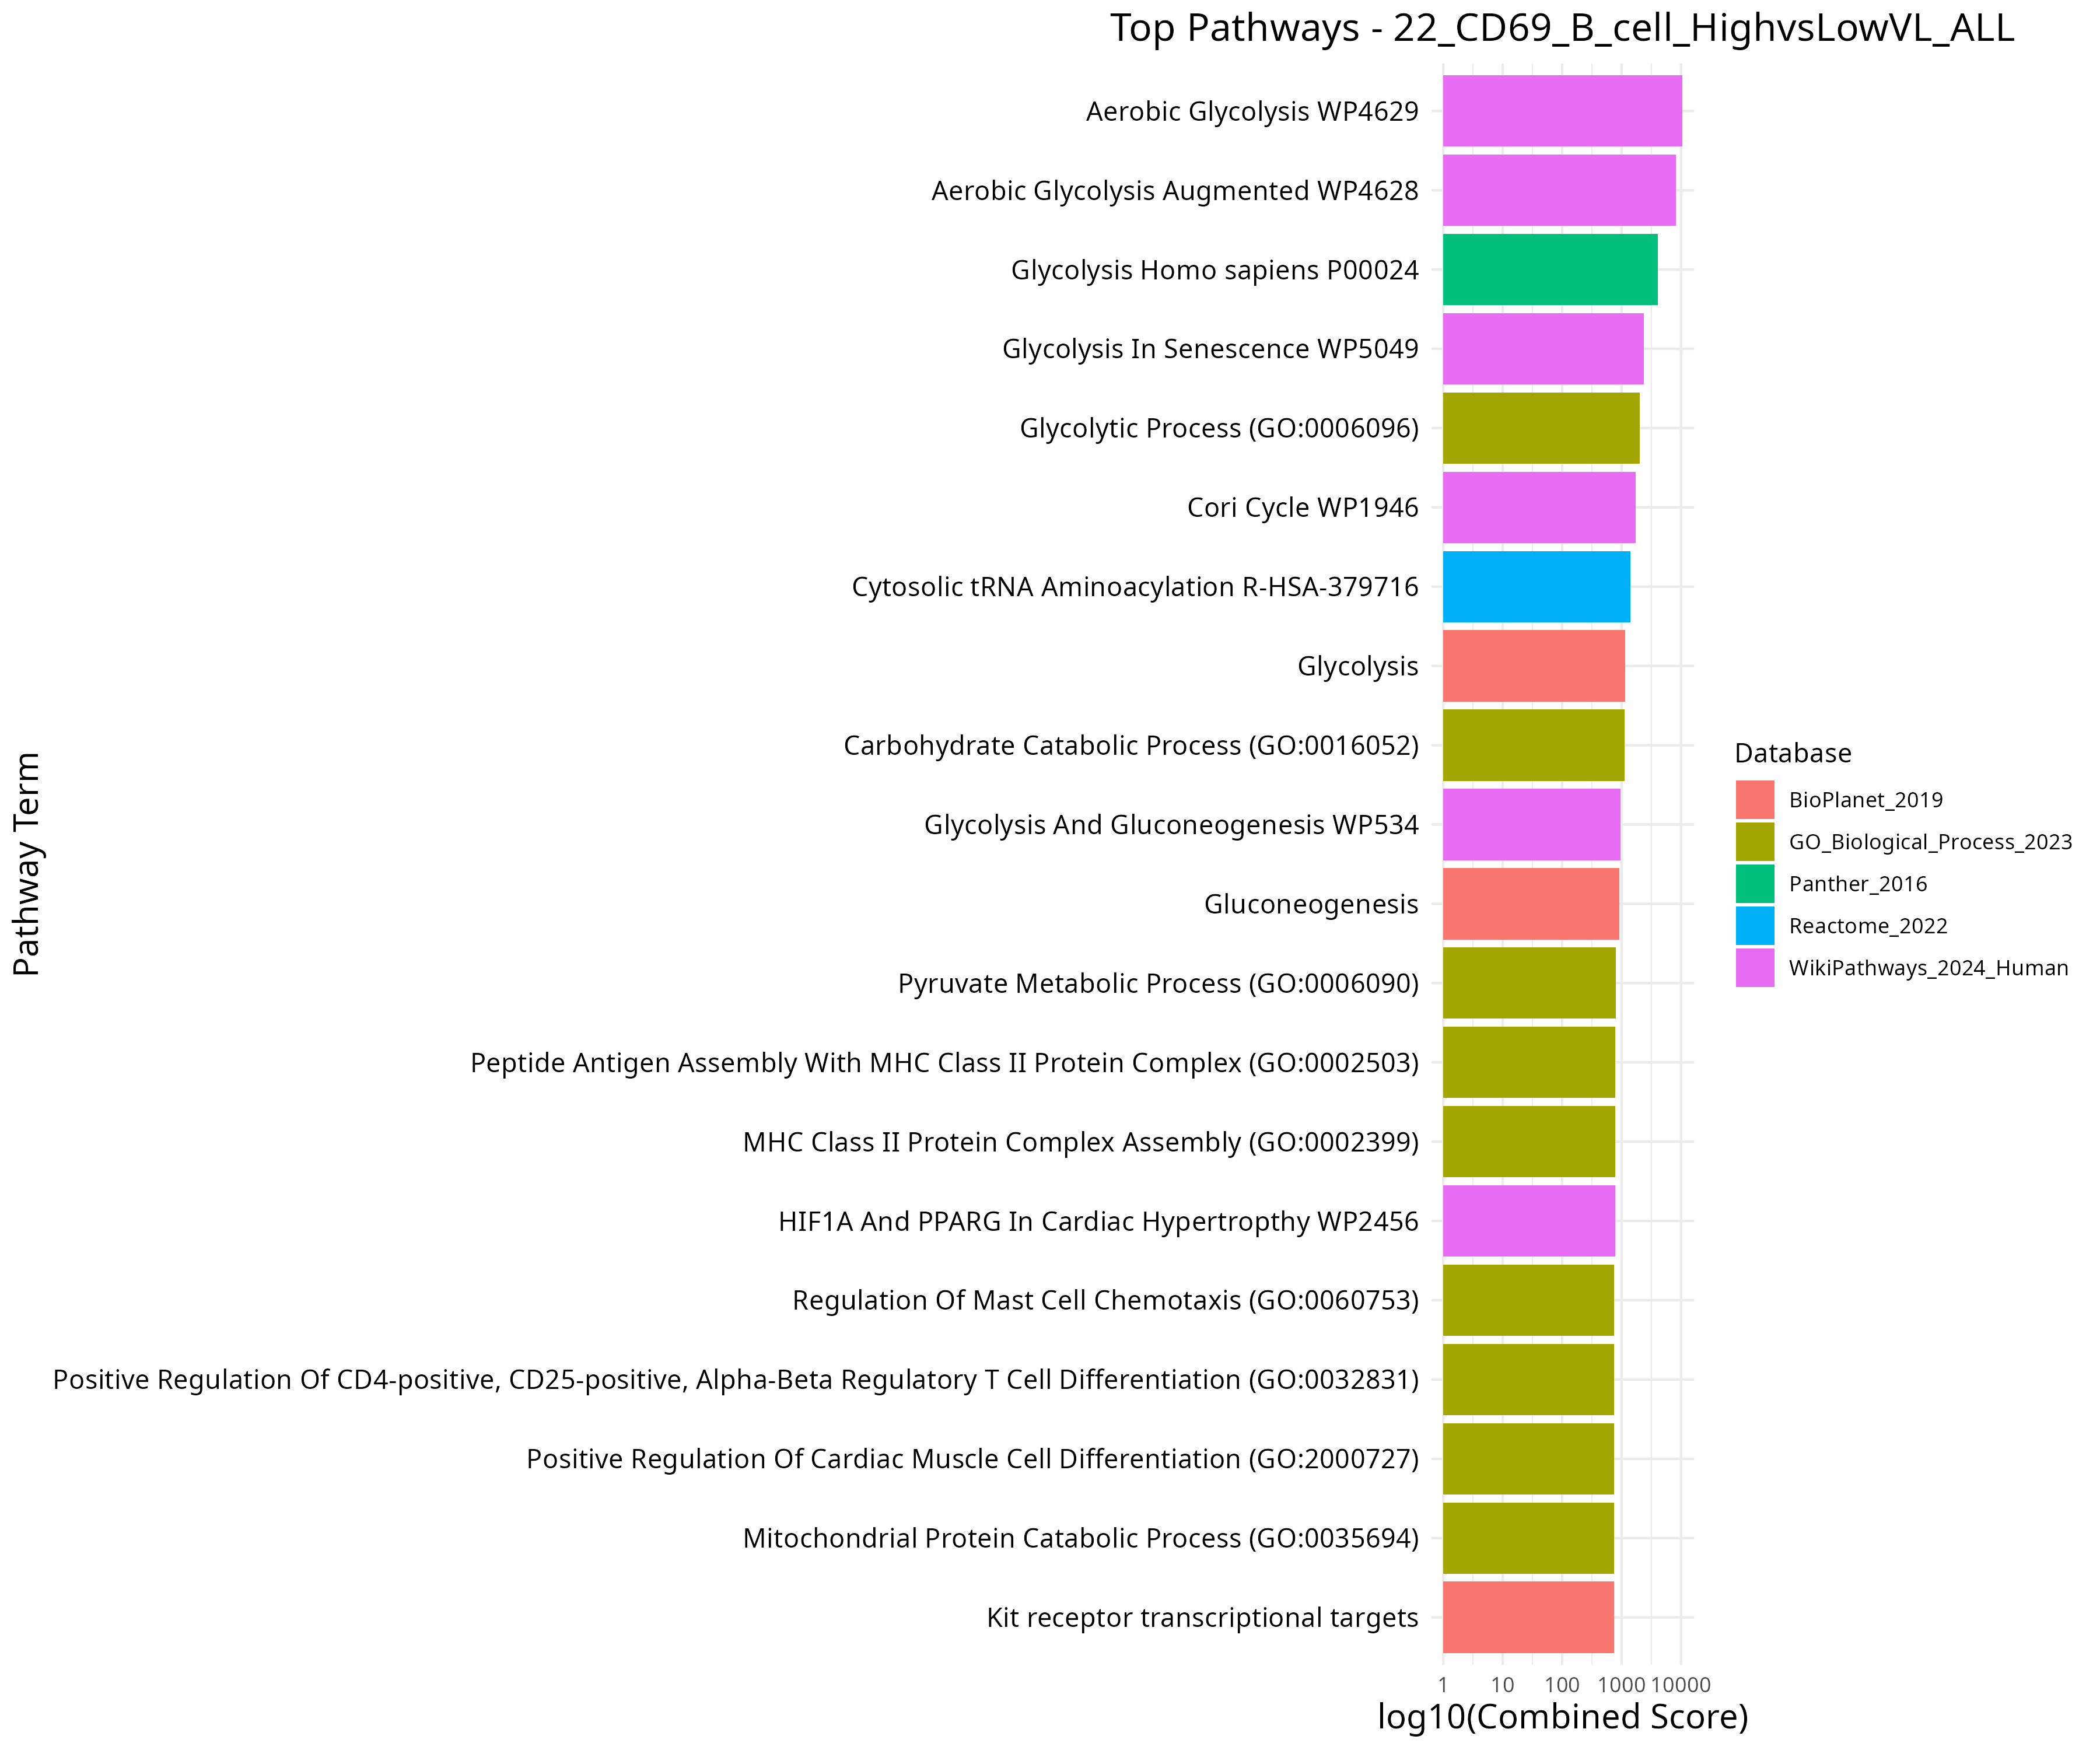 Top Pathways - 22_CD69_B_cell_HighvsLowVL_ALL
Pathway Term
Aerobic Glycolysis WP4629
Aerobic Glycolysis Augmented WP4628
Glycolysis Homo sapiens P00024
Glycolysis In Senescence WP5049
Glycolytic Process (GO:0006096)
Cori Cycle WP1946
Cytosolic tRNA Aminoacylation R-HSA-379716
Glycolysis
Carbohydrate Catabolic Process (GO:0016052)
Glycolysis And Gluconeogenesis WP534
Gluconeogenesis
Pyruvate Metabolic Process (GO:0006090)
Peptide Antigen Assembly With MHC Class II Protein Complex (GO:0002503)
MHC Class II Protein Complex Assembly (GO:0002399)
HIF1A And PPARG In Cardiac Hypertropthy WP2456
Regulation Of Mast Cell Chemotaxis (GO:0060753)
Positive Regulation Of CD4-positive, CD25-positive, Alpha-Beta Regulatory T Cell Differentiation (GO:0032831)
Positive Regulation Of Cardiac Muscle Cell Differentiation (GO:2000727)
Mitochondrial Protein Catabolic Process (GO:0035694)
Kit receptor transcriptional targets
1 10 100 1000 10000
log10(Combined Score)
Database
BioPlanet_2019
GO_Biological_Process_2023
Panther_2016
Reactome_2022
WikiPathways_2024_Human